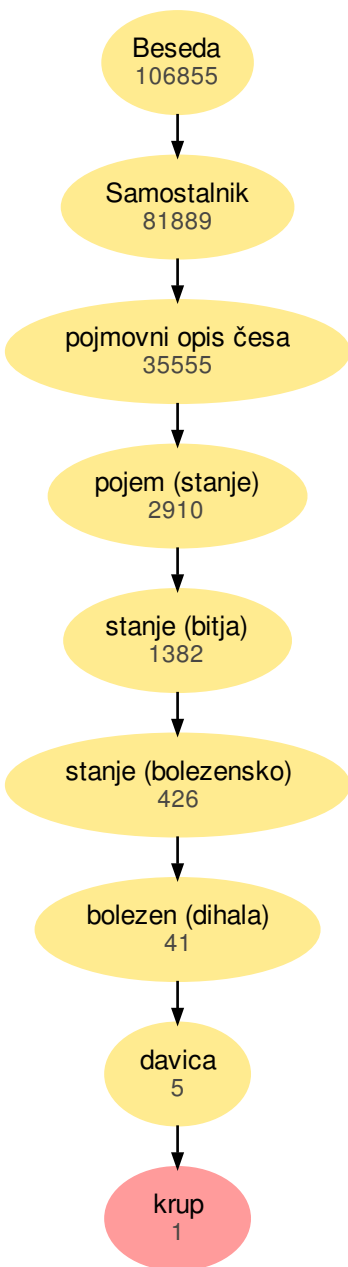 Beseda
106855
Samostalnik
81889
pojmovni opis česa
35555
pojem (stanje)
2910
stanje (bitja)
1382
stanje (bolezensko)
426
bolezen (dihala)
41
davica
5
krup
1